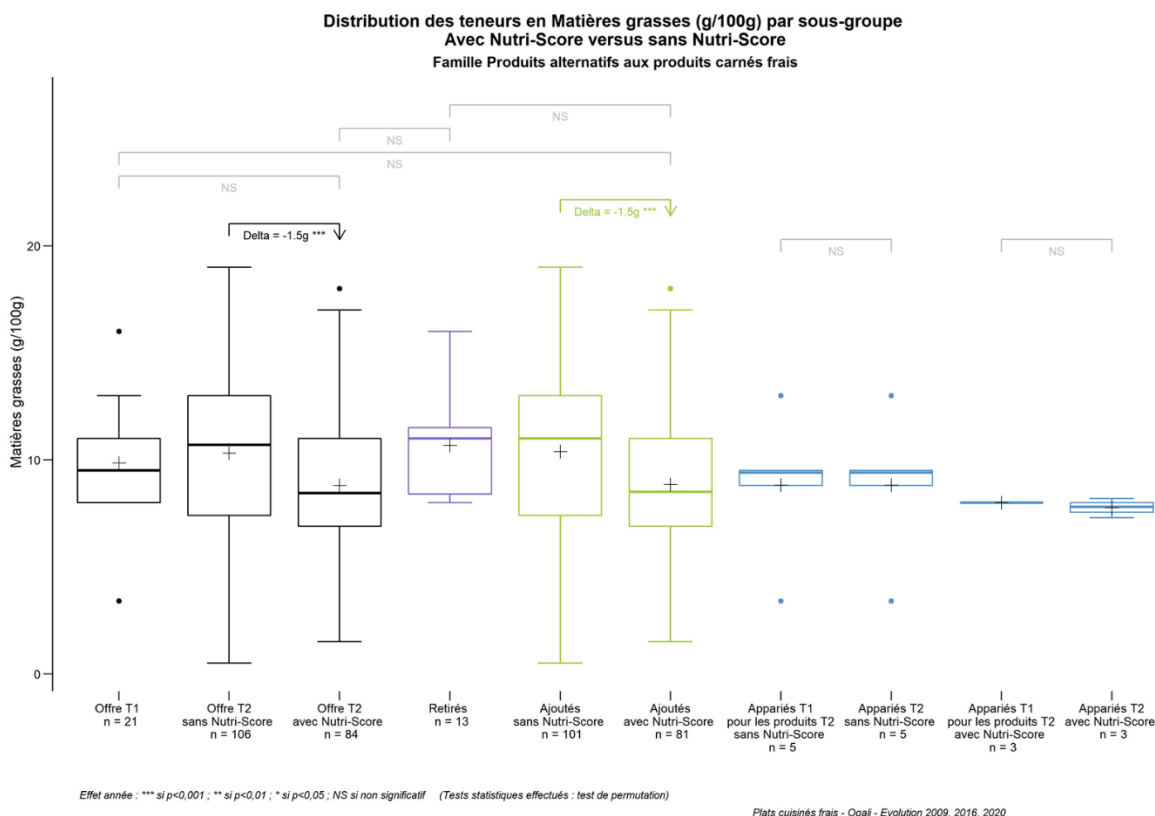 Distribution des teneurs en Matières grasses (g/100g) par sous-groupe
Avec Nutri-Score versus sans Nutri-Score
Famille Produits alternatifs aux produits carnés frais
NS
NS
NS
NS
Delta = -1.5g ***
Delta = -1.5g ***
NS
NS
Matières grasses (g/100g)
20
10
0
Offre T1
n = 21
Offre T2
sans Nutri-Score
n = 106
Offre T2
avec Nutri-Score
n = 84
Retirés
n = 13
Ajoutés
sans Nutri-Score
n = 101
Ajoutés
avec Nutri-Score
n = 81
Appariés T1
pour les produits T2
sans Nutri-Score
n = 5
Appariés T2
sans Nutri-Score
n = 5
Appariés T1
pour les produits T2
avec Nutri-Score
n = 3
Appariés T2
avec Nutri-Score
n = 3
Effet année : *** si p<0,001 ; ** si p<0,01 ; * si p<0,05 ; NS si non significatif (Tests statistiques effectués : test de permutation)
Plats cuisinés frais - Oqali - Evolution 2009, 2016, 2020